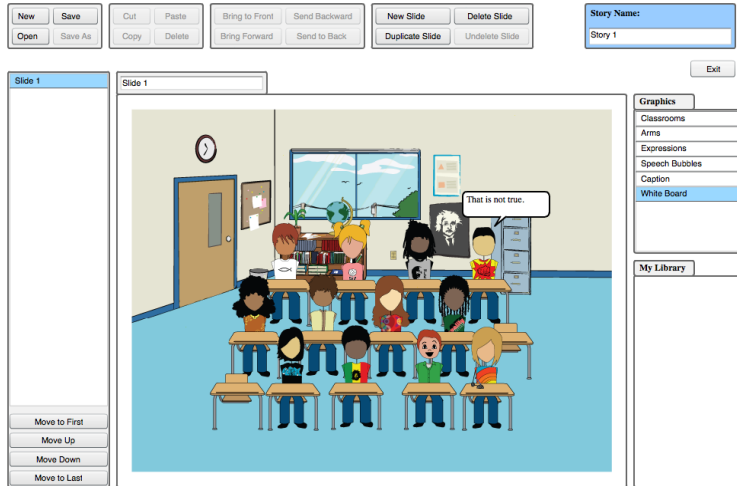 New Save
Open Save As
Cut Paste
Copy Delete
Bring to Front Send Backward
Bring Forward Send to Back
New Slide Delete Slide
Duplicate Slide Undelete Slide
Story Name:
Story 1
Exit
Slide 1
Slide 1
Graphics
Classrooms
Arms
Expressions
Speech Bubbles
Caption
White Board
That is not true.
My Library
Move to First
Move Up
Move Down
Move to Last